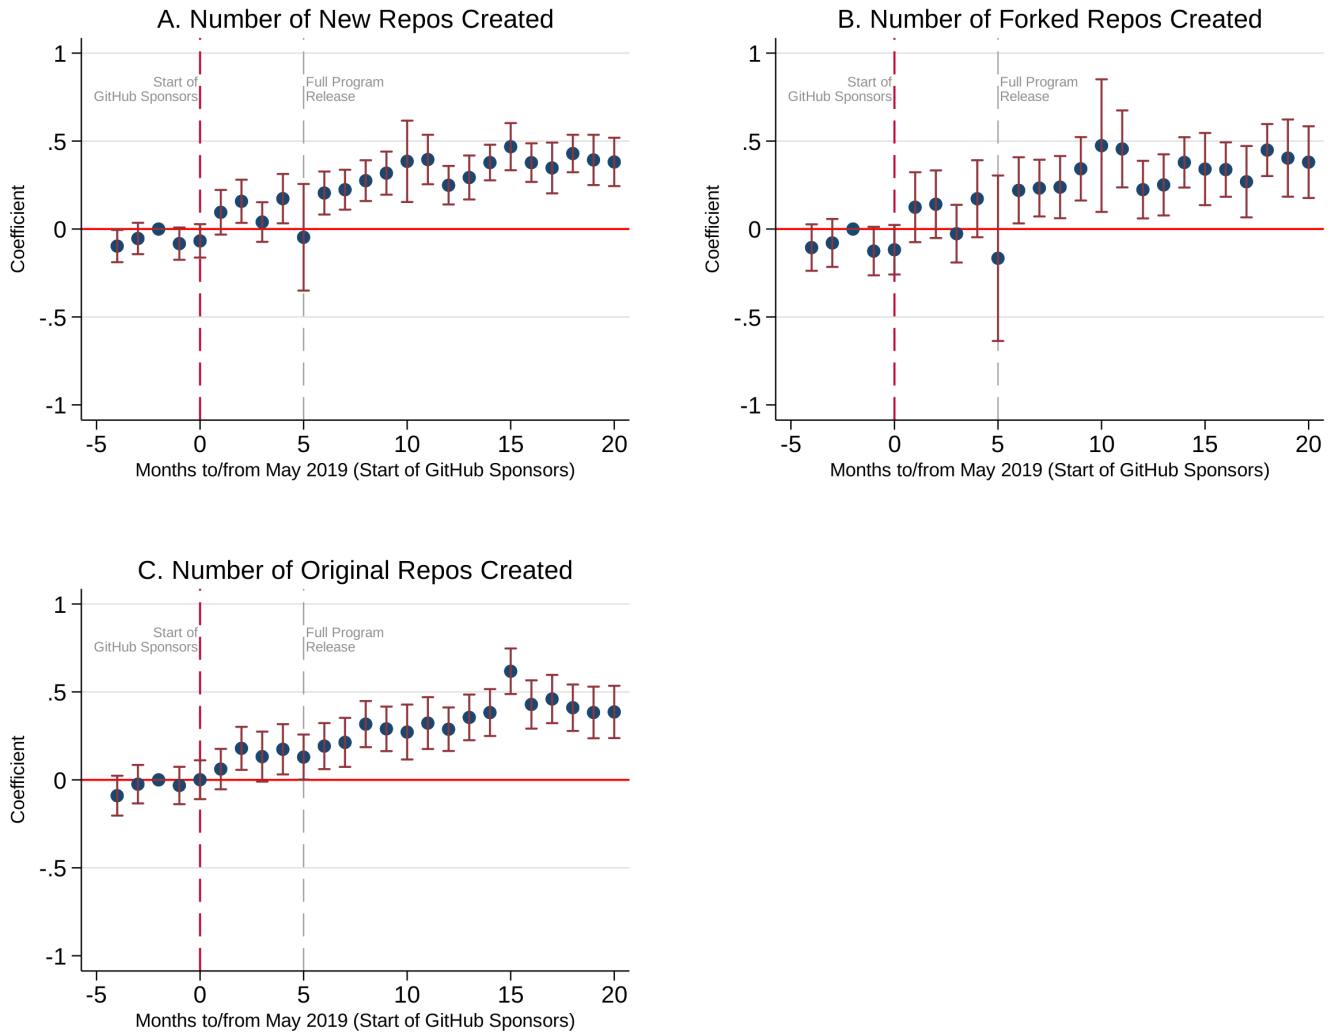 A. Number of New Repos Created
1
.5
0
-.5
-1
Coefficient
Start of
GitHub Sponsors
Full Program
Release
-5 0 5 10 15 20
Months to/from May 2019 (Start of GitHub Sponsors)
B. Number of Forked Repos Created
1
.5
0
-.5
-1
Coefficient
Start of
GitHub Sponsors
Full Program
Release
-5 0 5 10 15 20
Months to/from May 2019 (Start of GitHub Sponsors)
C. Number of Original Repos Created
1
.5
0
-.5
-1
Coefficient
Start of
GitHub Sponsors
Full Program
Release
-5 0 5 10 15 20
Months to/from May 2019 (Start of GitHub Sponsors)